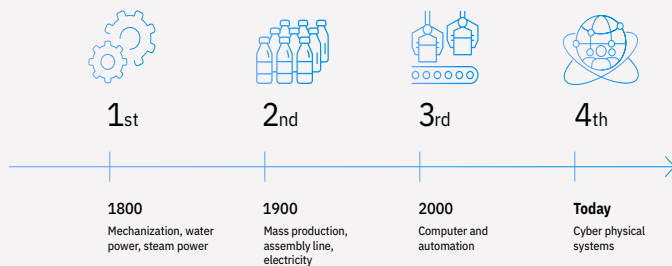 1st
2nd
3rd
4th
1800
Mechanization, water
power, steam power
1900
Mass production,
assembly line,
electricity
2000
Computer and
automation
Today
Cyber physical
systems